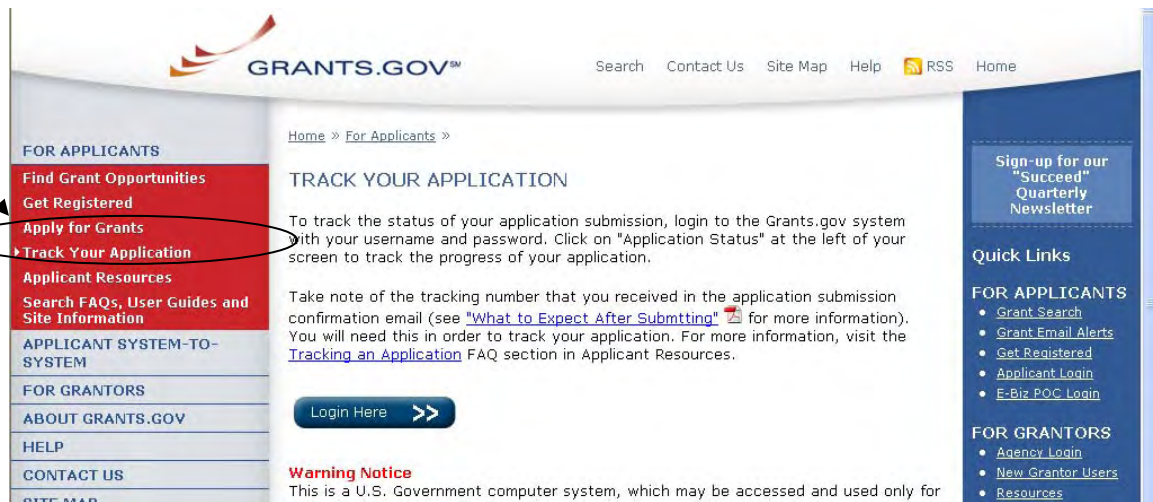 GRANTS.GOV℠
Search Contact Us Site Map Help RSS Home
FOR APPLICANTS
Find Grant Opportunities
Get Registered
Apply for Grants
Track Your Application
Applicant Resources
Search FAQs, User Guides and
Site Information
APPLICANT SYSTEM-TO-
SYSTEM
FOR GRANTORS
ABOUT GRANTS.GOV
HELP
CONTACT US
SITE MAP
Home » For Applicants »
TRACK YOUR APPLICATION
To track the status of your application submission, login to the Grants.gov system
with your username and password. Click on "Application Status" at the left of your
screen to track the progress of your application.
Take note of the tracking number that you received in the application submission
confirmation email (see "What to Expect After Submtting" for more information).
You will need this in order to track your application. For more information, visit the
Tracking an Application FAQ section in Applicant Resources.
Login Here >>
Warning Notice
This is a U.S. Government computer system, which may be accessed and used only for
Sign-up for our
"Succeed"
Quarterly
Newsletter
Quick Links
FOR APPLICANTS
• Grant Search
• Grant Email Alerts
• Get Registered
• Applicant Login
• E-Biz POC Login
FOR GRANTORS
• Agency Login
• New Grantor Users
• Resources